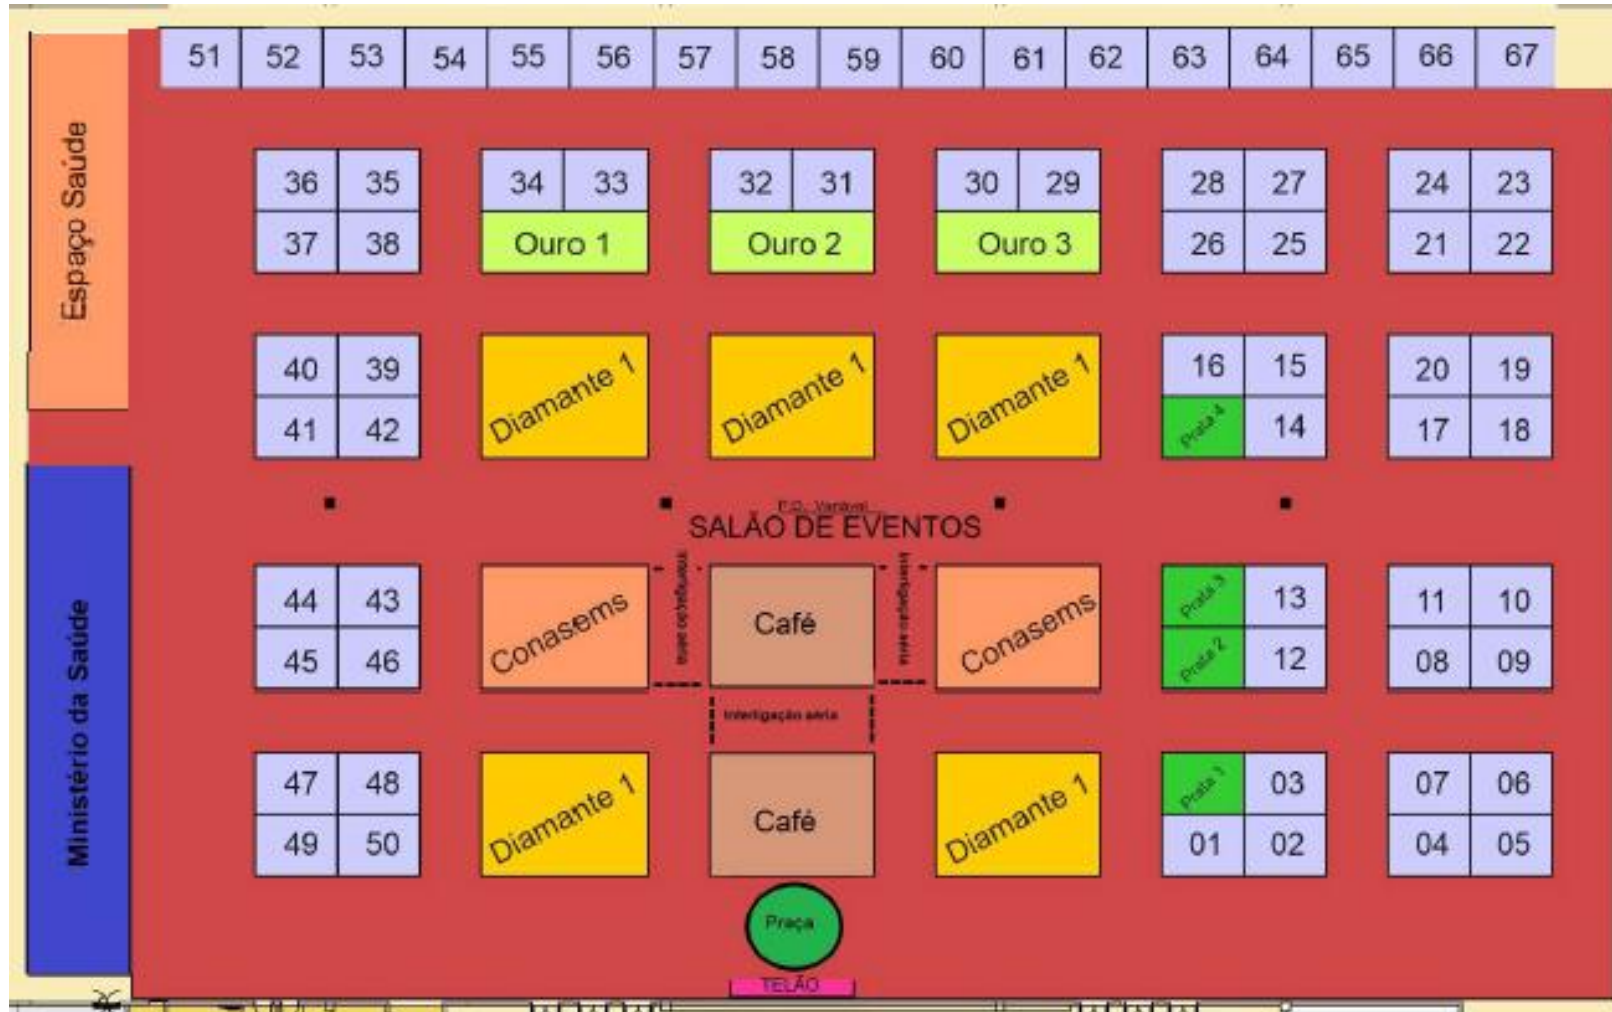 51 52 53 54 55 56 57 58 59 60 61 62 63 64 65 66 67
Espaço Saúde
36 35 34 33 32 31 30 29 28 27 24 23
37 38 Ouro 1 Ouro 2 Ouro 3 26 25 21 22
40 39 Diamante 1 Diamante 1 Diamante 1 16 15 20 19
41 42 Prata 4 14 17 18
SALÃO DE EVENTOS
Ministério da Saúde
44 43 Conasems Interligação aéria Café Interligação aéria Conasems Prata 3 13 11 10
45 46 Prata 2 12 08 09
Interligação aéria
47 48 Diamante 1 Café Diamante 1 Prata 1 03 07 06
49 50 01 02 04 05
Praça
TELÃO